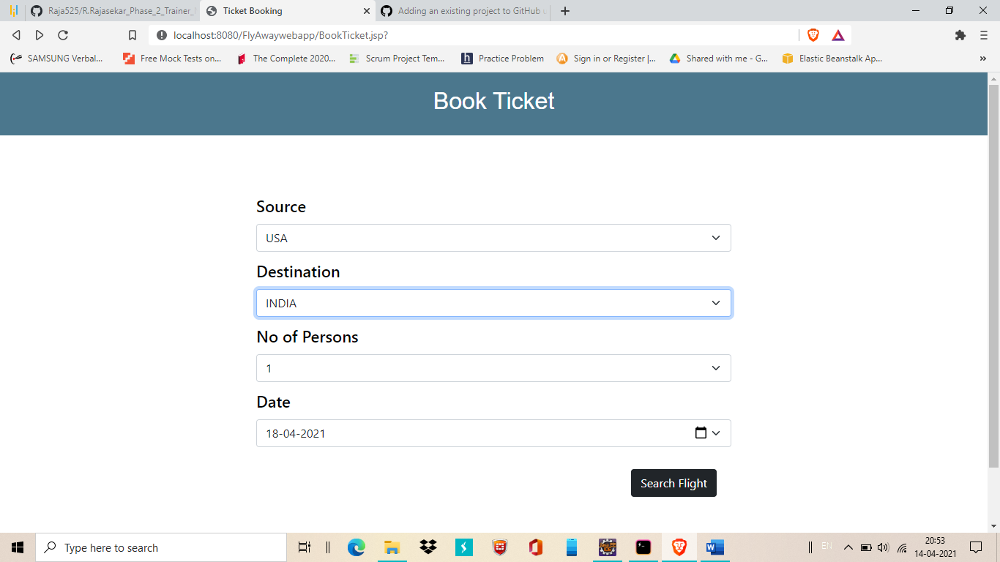 Raja525/R.Rajasekar_Phase_2_Trainer_
Ticket Booking
Adding an existing project to GitHub
localhost:8080/FlyAwaywebapp/BookTicket.jsp?
SAMSUNG Verbal...
Free Mock Tests on...
The Complete 2020...
Scrum Project Tem...
Practice Problem
Sign in or Register |...
Shared with me - G...
Elastic Beanstalk Ap...
Book Ticket
Source
USA
Destination
INDIA
No of Persons
1
Date
18-04-2021
Search Flight
Type here to search
EN
20:53
14-04-2021